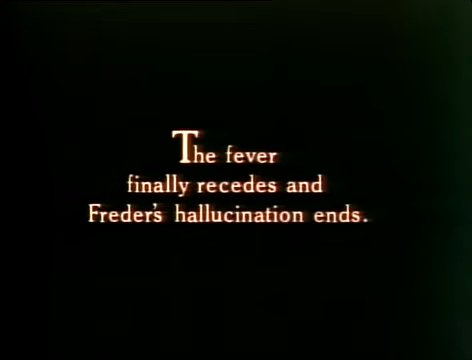 The fever
finally recedes and
Freder's hallucination ends.